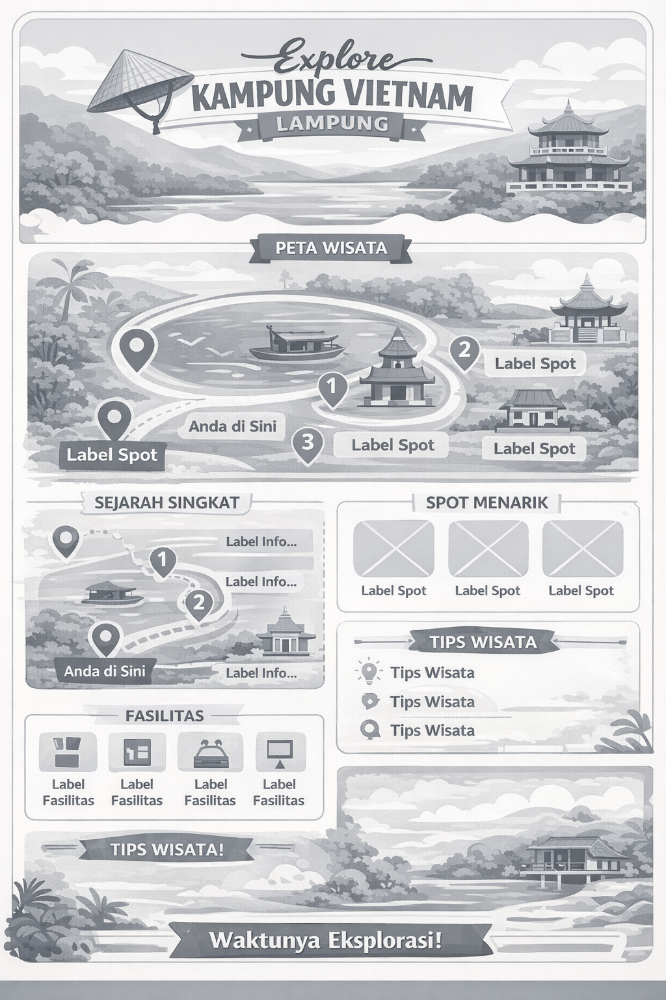 Explore
KAMPUNG VIETNAM
LAMPUNG
PETA WISATA
2
Label Spot
1
Anda di Sini
3
Label Spot
Label Spot
Label Spot
SEJARAH SINGKAT
Label Info...
1
Label Info...
2
Anda di Sini
Label Info...
SPOT MENARIK
Label Spot
Label Spot
Label Spot
TIPS WISATA
Tips Wisata
Tips Wisata
Tips Wisata
FASILITAS
Label
Fasilitas
Label
Fasilitas
Label
Fasilitas
Label
Fasilitas
TIPS WISATA!
Waktunya Eksplorasi!